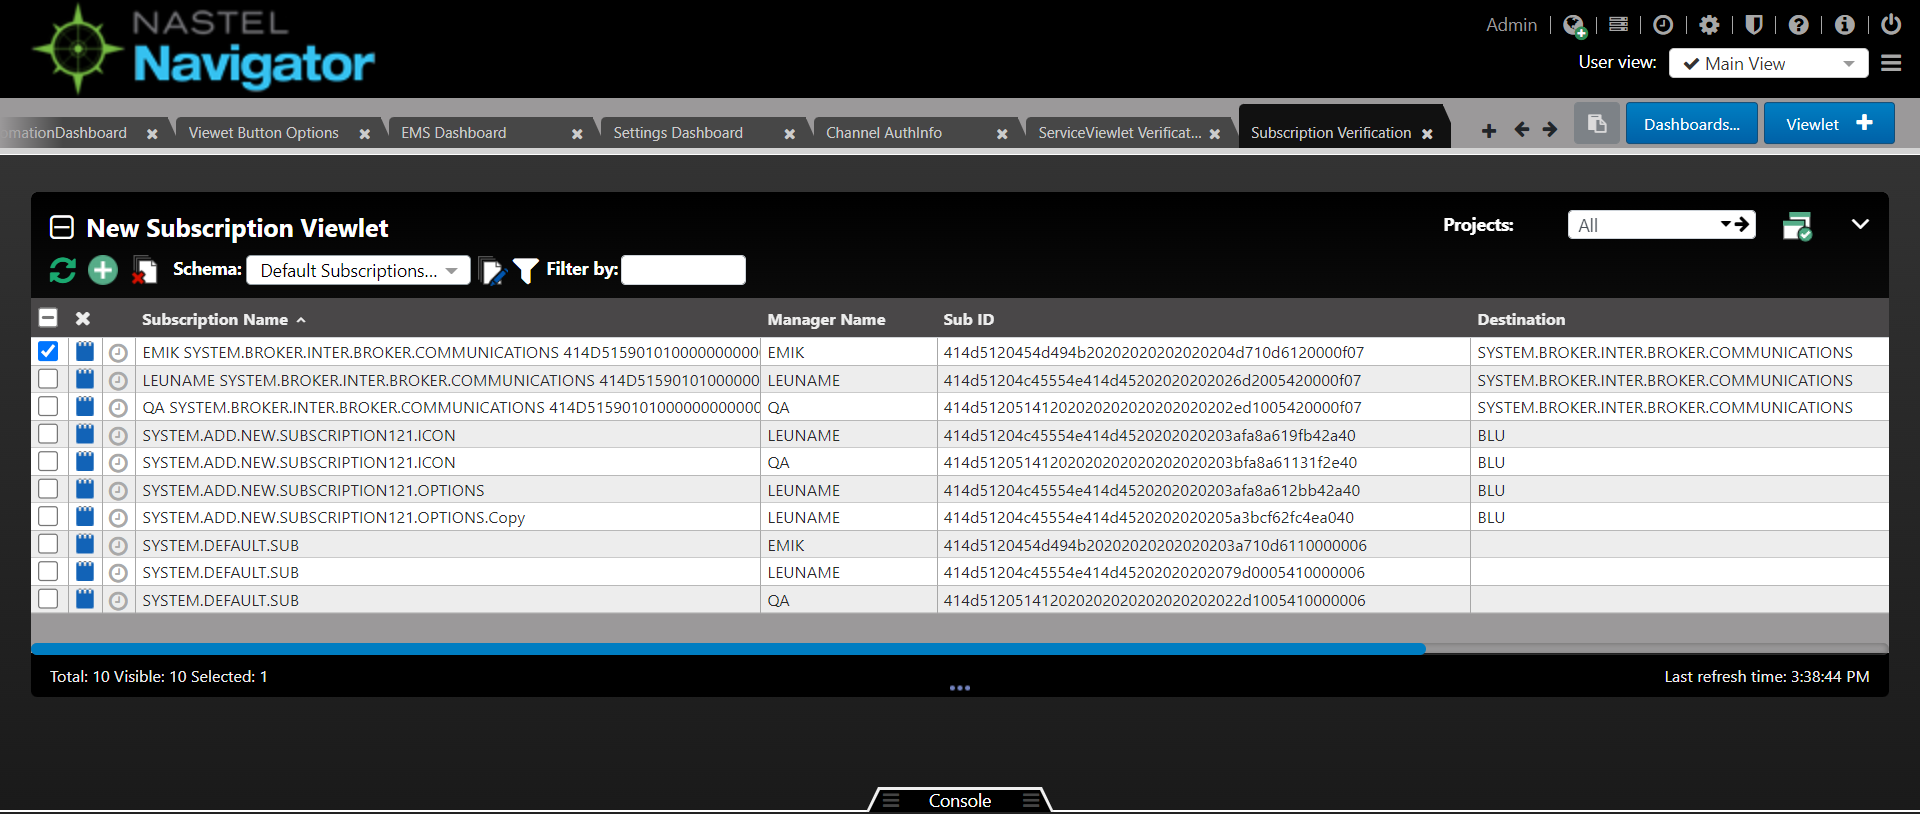 NASTEL
Navigator
Admin
User view: Main View
omationDashboard
Viewet Button Options
EMS Dashboard
Settings Dashboard
Channel AuthInfo
ServiceViewlet Verificat...
Subscription Verification
Dashboards...
Viewlet
New Subscription Viewlet
Projects: All
Schema: Default Subscriptions... Filter by:
Subscription Name Manager Name Sub ID Destination
EMIK SYSTEM.BROKER.INTER.BROKER.COMMUNICATIONS 414D515901010000000000 EMIK 414d5120454d494b20202020202020204d710d6120000f07 SYSTEM.BROKER.INTER.BROKER.COMMUNICATIONS
LEUNAME SYSTEM.BROKER.INTER.BROKER.COMMUNICATIONS 414D51590101000000 LEUNAME 414d51204c45554e414d45202020202026d2005420000f07 SYSTEM.BROKER.INTER.BROKER.COMMUNICATIONS
QA SYSTEM.BROKER.INTER.BROKER.COMMUNICATIONS 414D51590101000000000000 QA 414d5120514120202020202020202020202ed1005420000f07 SYSTEM.BROKER.INTER.BROKER.COMMUNICATIONS
SYSTEM.ADD.NEW.SUBSCRIPTION121.ICON LEUNAME 414d51204c45554e414d4520202020203afa8a619fb42a40 BLU
SYSTEM.ADD.NEW.SUBSCRIPTION121.ICON QA 414d5120514120202020202020202020203bfa8a61131f2e40 BLU
SYSTEM.ADD.NEW.SUBSCRIPTION121.OPTIONS LEUNAME 414d51204c45554e414d4520202020203afa8a612bb42a40 BLU
SYSTEM.ADD.NEW.SUBSCRIPTION121.OPTIONS.Copy LEUNAME 414d51204c45554e414d4520202020205a3bcf62fc4ea040 BLU
SYSTEM.DEFAULT.SUB EMIK 414d5120454d494b20202020202020203a710d6110000006
SYSTEM.DEFAULT.SUB LEUNAME 414d51204c45554e414d45202020202079d0005410000006
SYSTEM.DEFAULT.SUB QA 414d51205141202020202020202020202022d1005410000006
Total: 10 Visible: 10 Selected: 1
Last refresh time: 3:38:44 PM
Console